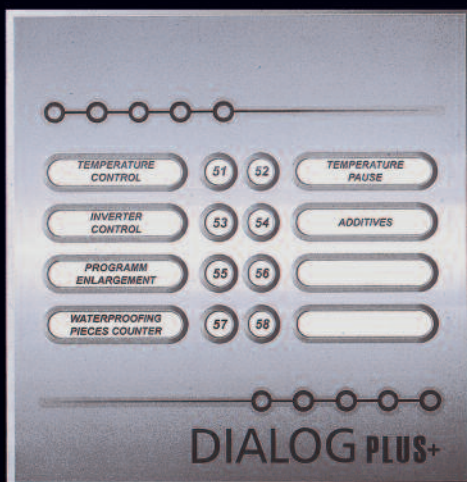 TEMPERATURE
CONTROL
51
52
TEMPERATURE
PAUSE
INVERTER
CONTROL
53
54
ADDITIVES
PROGRAMM
ENLARGEMENT
55
56
WATERPROOFING
PIECES COUNTER
57
58
DIALOG PLUS+